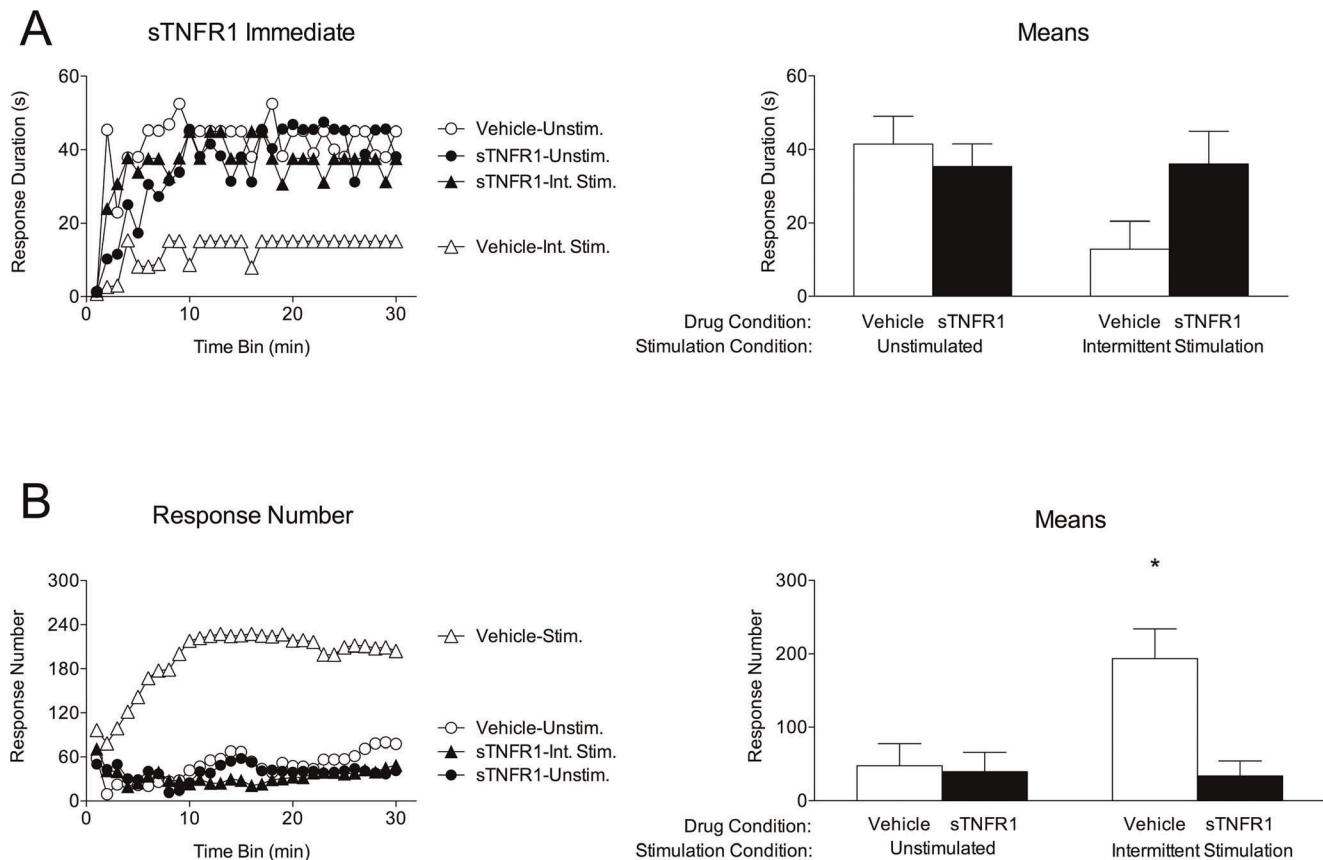 A
sTNFR1 Immediate
Response Duration (s)
60
40
20
0
0 10 20 30
Time Bin (min)
Vehicle-Unstim.
sTNFR1-Unstim.
sTNFR1-Int. Stim.
Vehicle-Int. Stim.
Means
Response Duration (s)
60
40
20
0
Drug Condition: Vehicle sTNFR1 Vehicle sTNFR1
Stimulation Condition: Unstimulated Intermittent Stimulation
B
Response Number
Response Number
300
240
180
120
60
0
0 10 20 30
Time Bin (min)
Vehicle-Stim.
Vehicle-Unstim.
sTNFR1-Int. Stim.
sTNFR1-Unstim.
Means
Response Number
300
200
100
0
*
Drug Condition: Vehicle sTNFR1 Vehicle sTNFR1
Stimulation Condition: Unstimulated Intermittent Stimulation